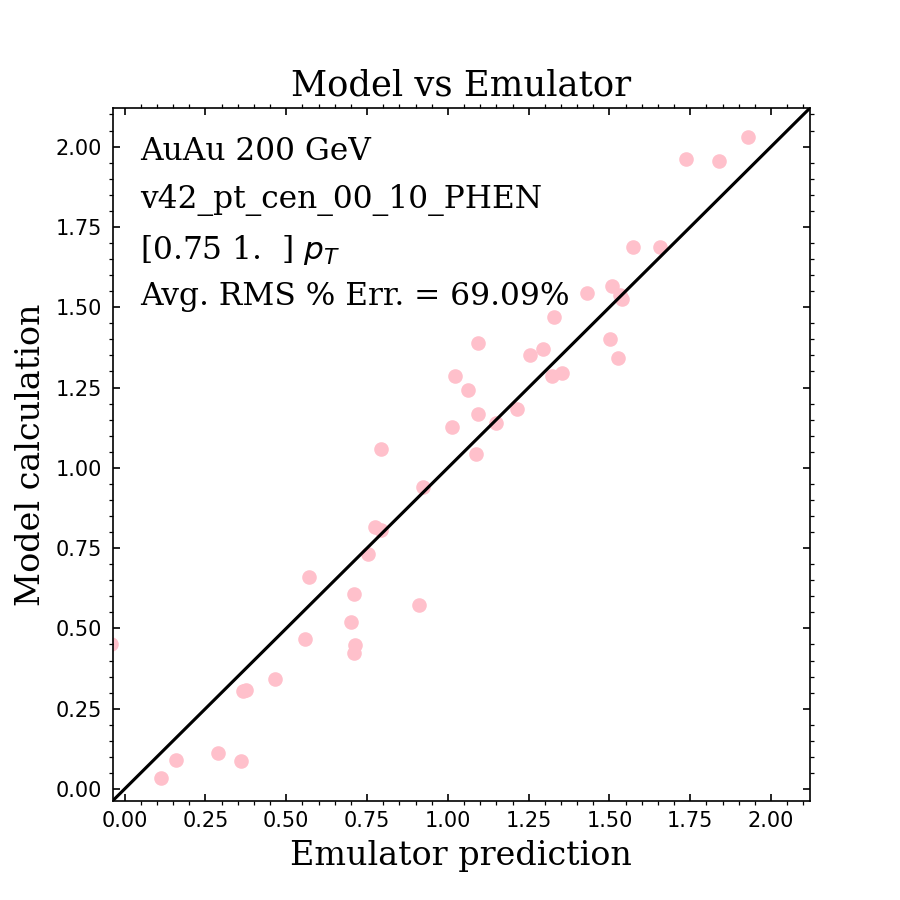 Model vs Emulator
AuAu 200 GeV
v42_pt_cen_00_10_PHEN
[0.75 1.  ] pT
Avg. RMS % Err. = 69.09%
Model calculation
2.00
1.75
1.50
1.25
1.00
0.75
0.50
0.25
0.00
0.00 0.25 0.50 0.75 1.00 1.25 1.50 1.75 2.00
Emulator prediction